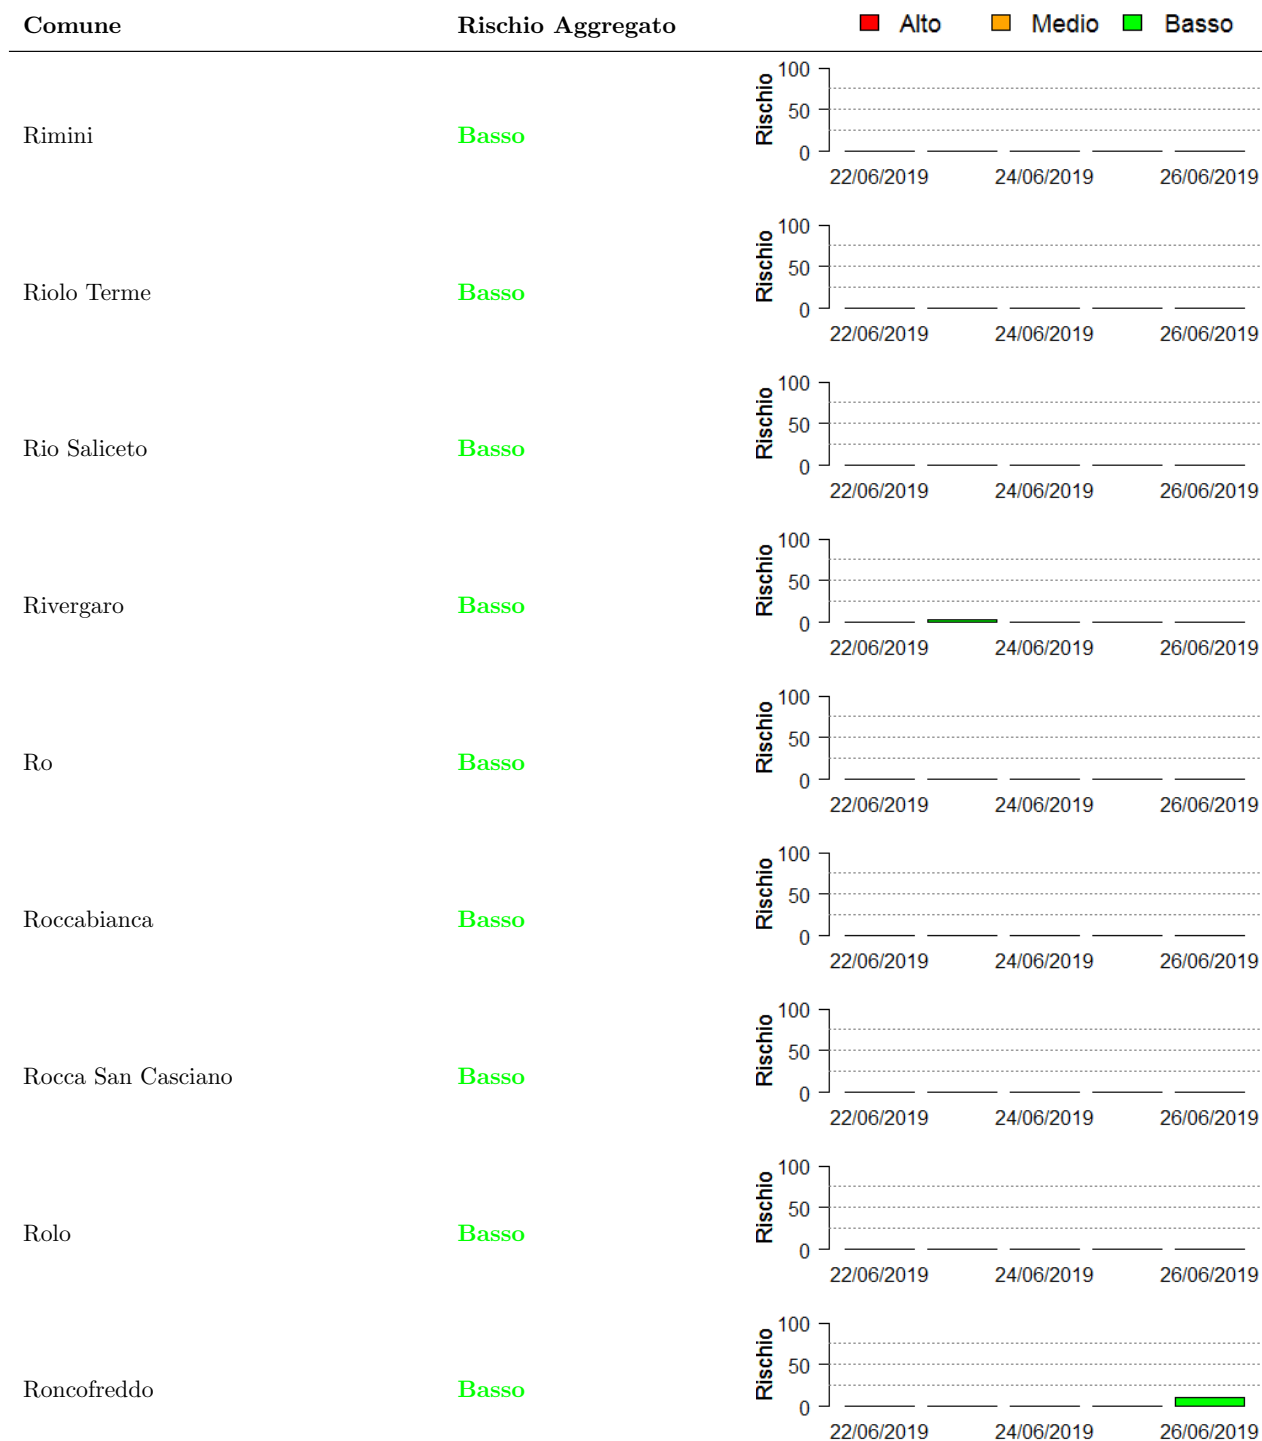 Comune Rischio Aggregato Alto Medio Basso
Rimini Basso Rischio 100 50 0
22/06/2019 24/06/2019 26/06/2019
Riolo Terme Basso Rischio 100 50 0
22/06/2019 24/06/2019 26/06/2019
Rio Saliceto Basso Rischio 100 50 0
22/06/2019 24/06/2019 26/06/2019
Rivergaro Basso Rischio 100 50 0
22/06/2019 24/06/2019 26/06/2019
Ro Basso Rischio 100 50 0
22/06/2019 24/06/2019 26/06/2019
Roccabianca Basso Rischio 100 50 0
22/06/2019 24/06/2019 26/06/2019
Rocca San Casciano Basso Rischio 100 50 0
22/06/2019 24/06/2019 26/06/2019
Rolo Basso Rischio 100 50 0
22/06/2019 24/06/2019 26/06/2019
Roncofreddo Basso Rischio 100 50 0
22/06/2019 24/06/2019 26/06/2019